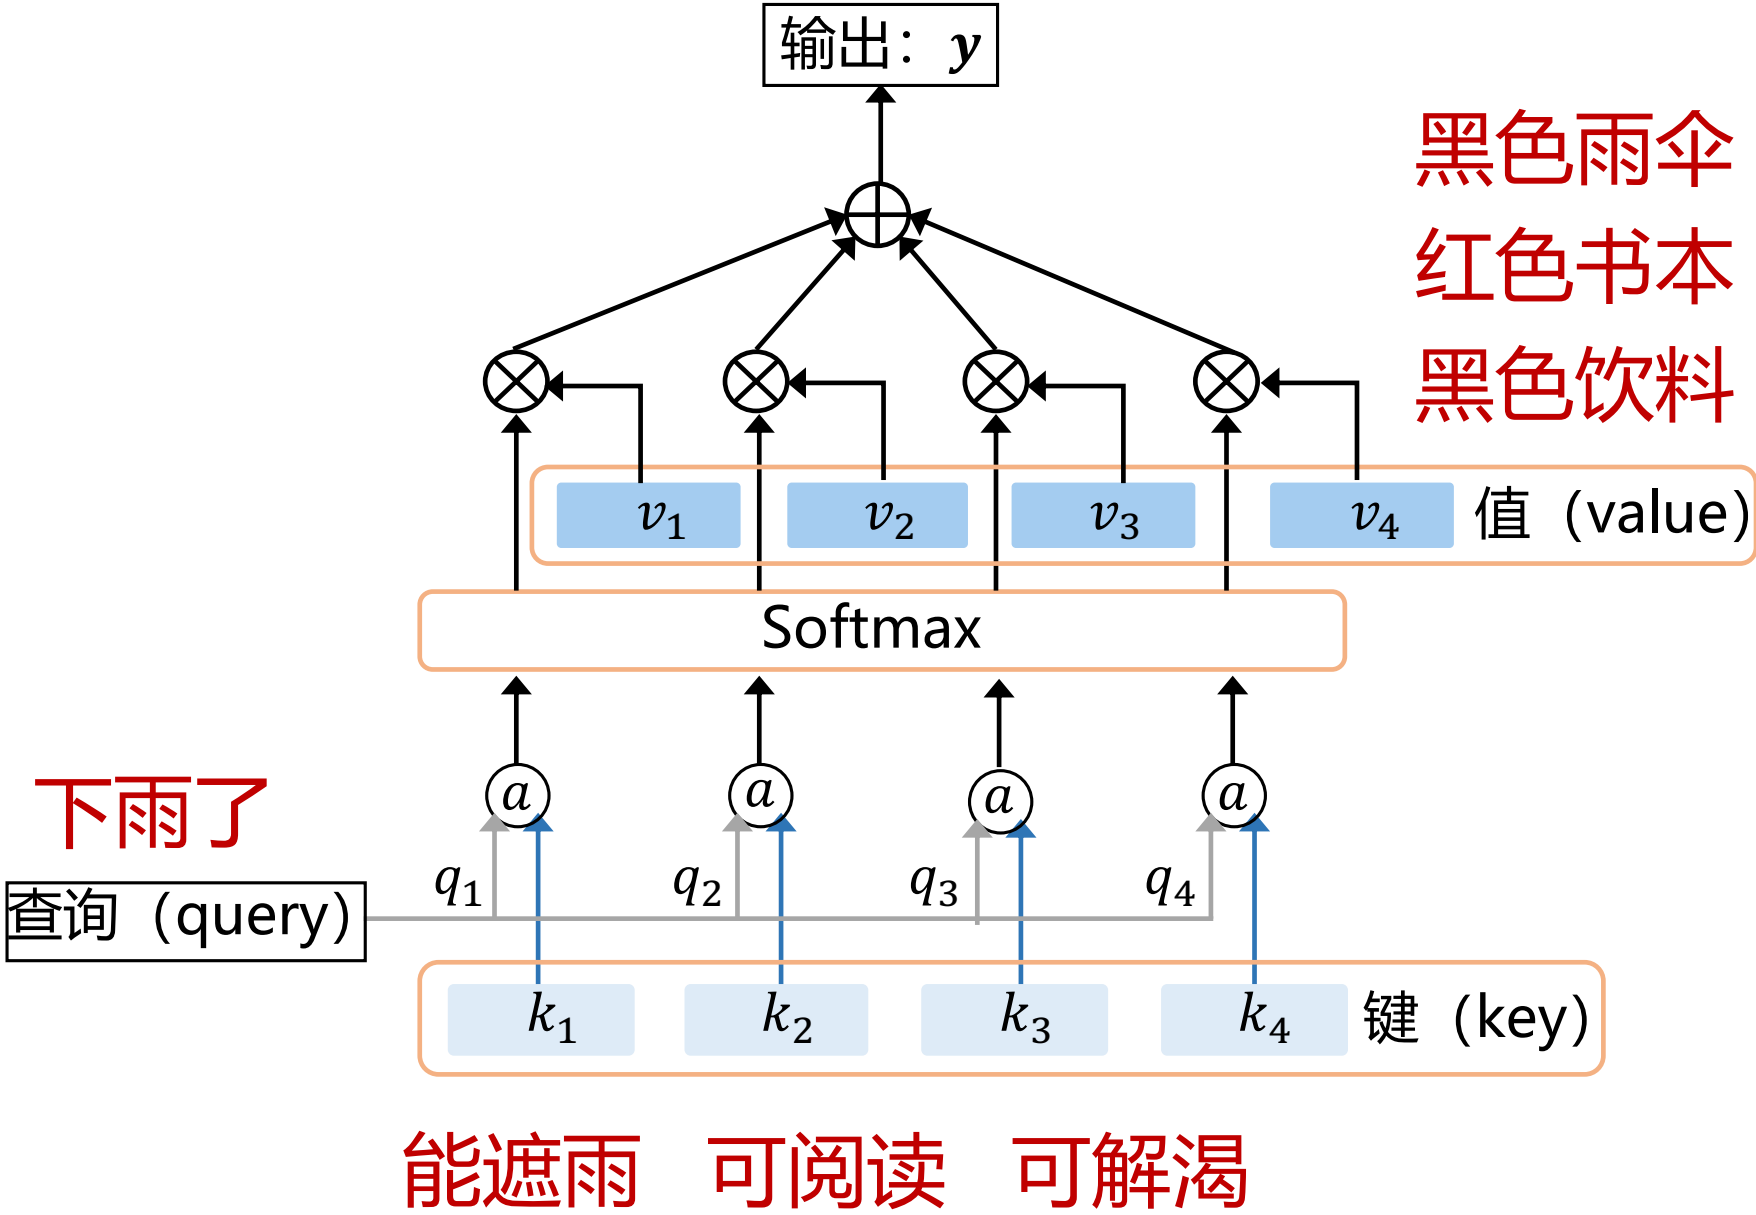 输出：y
黑色雨伞
红色书本
黑色饮料
v1 v2 v3 v4 值（value）
Softmax
a a a a
下雨了
q1 q2 q3 q4
查询（query）
k1 k2 k3 k4 键（key）
能遮雨 可阅读 可解渴